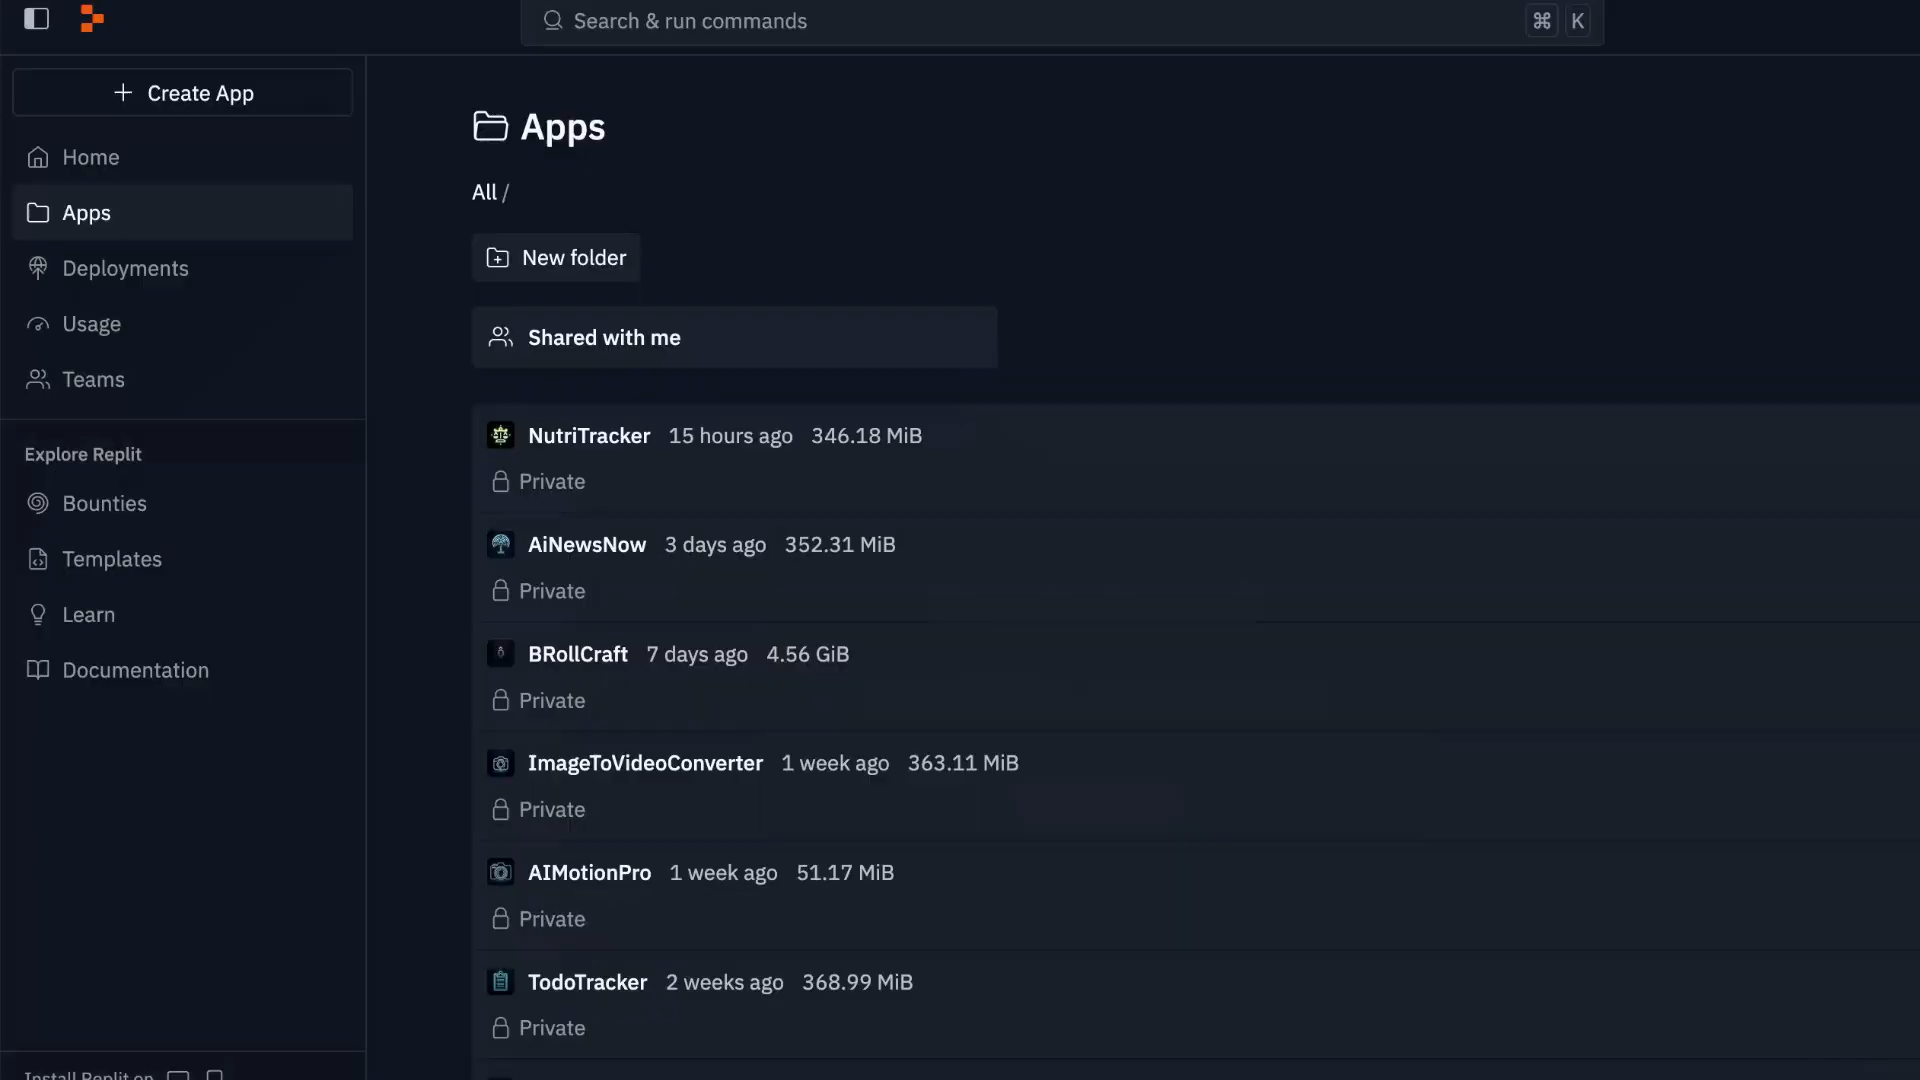 Search & run commands
⌘ K
Create App
Home
Apps
Deployments
Usage
Teams
Explore Replit
Bounties
Templates
Learn
Documentation
Install Replit on
Apps
All /
New folder
Shared with me
NutriTracker 15 hours ago 346.18 MiB
Private
AiNewsNow 3 days ago 352.31 MiB
Private
BRollCraft 7 days ago 4.56 GiB
Private
ImageToVideoConverter 1 week ago 363.11 MiB
Private
AIMotionPro 1 week ago 51.17 MiB
Private
TodoTracker 2 weeks ago 368.99 MiB
Private